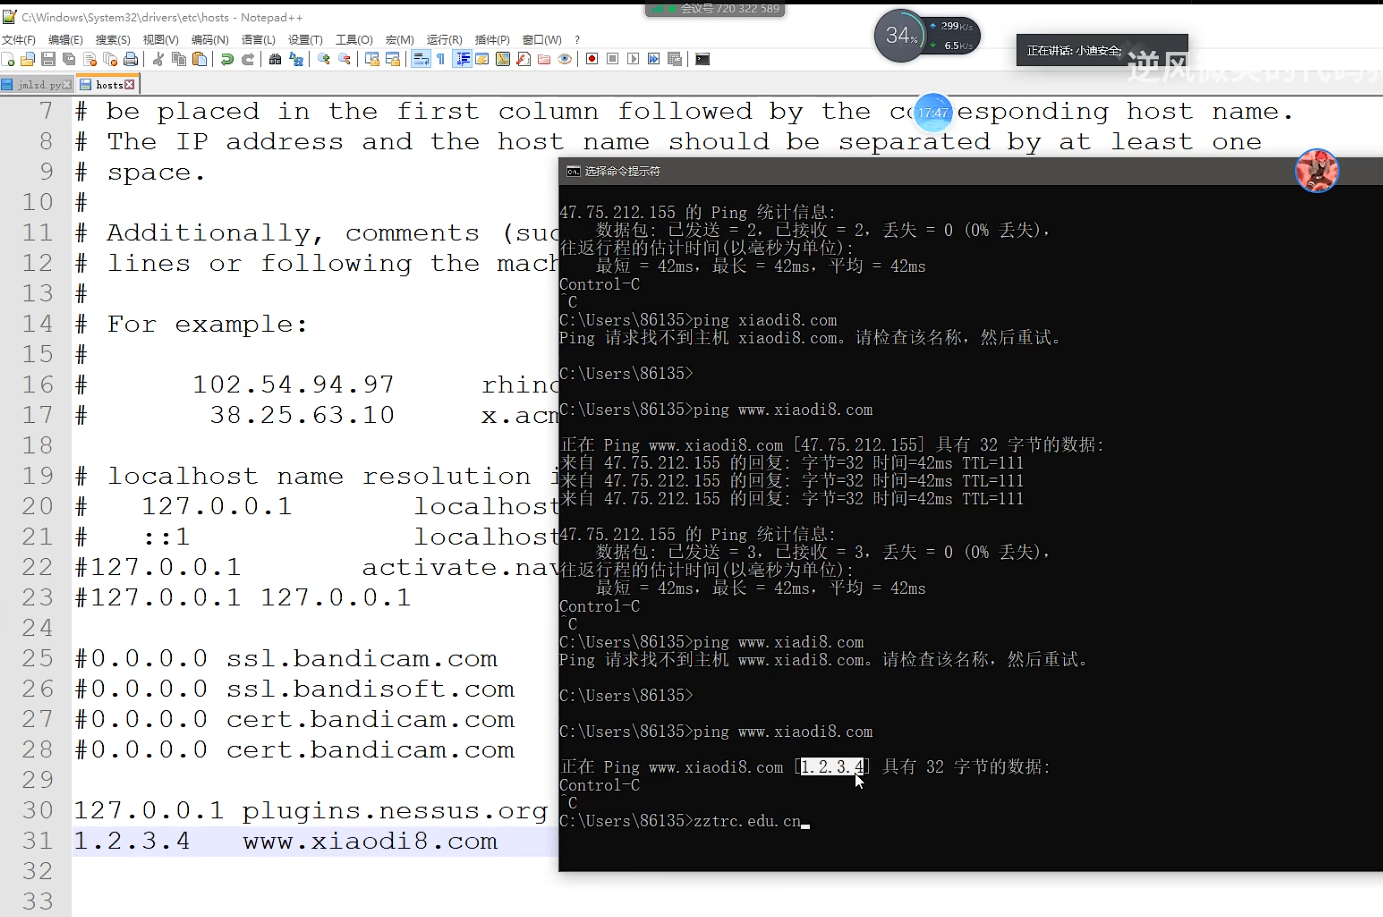 C:\Windows\System32\drivers\etc\hosts - Notepad++
会议号 720 322 589
文件(F) 编辑(E) 搜索(S) 视图(V) 编码(N) 语言(L) 设置(T) 工具(O) 宏(M) 运行(R) 插件(P) 窗口(W) ?
34%
299K/s
6.5K/s
正在讲话: 小迪安全;
jmlsd.py
hosts
17:47
7 # be placed in the first column followed by the co esponding host name.
8 # The IP address and the host name should be separated by at least one
9 # space.
10 #
11 # Additionally, comments (suc
12 # lines or following the mach
13 #
14 # For example:
15 #
16 # 102.54.94.97 rhino
17 # 38.25.63.10 x.acm
18
19 # localhost name resolution i
20 # 127.0.0.1 localhost
21 # ::1 localhost
22 #127.0.0.1 activate.nav
23 #127.0.0.1 127.0.0.1
24
25 #0.0.0.0 ssl.bandicam.com
26 #0.0.0.0 ssl.bandisoft.com
27 #0.0.0.0 cert.bandicam.com
28 #0.0.0.0 cert.bandicam.com
29
30 127.0.0.1 plugins.nessus.org
31 1.2.3.4 www.xiaodi8.com
32
33
选择命令提示符
47.75.212.155 的 Ping 统计信息:
数据包: 已发送 = 2，已接收 = 2，丢失 = 0 (0% 丢失)，
往返行程的估计时间(以毫秒为单位):
最短 = 42ms，最长 = 42ms，平均 = 42ms
Control-C
^C
C:\Users\86135>ping xiaodi8.com
Ping 请求找不到主机 xiaodi8.com。请检查该名称，然后重试。
C:\Users\86135>
C:\Users\86135>ping www.xiaodi8.com
正在 Ping www.xiaodi8.com [47.75.212.155] 具有 32 字节的数据:
来自 47.75.212.155 的回复: 字节=32 时间=42ms TTL=111
来自 47.75.212.155 的回复: 字节=32 时间=42ms TTL=111
来自 47.75.212.155 的回复: 字节=32 时间=42ms TTL=111
47.75.212.155 的 Ping 统计信息:
数据包: 已发送 = 3，已接收 = 3，丢失 = 0 (0% 丢失)，
往返行程的估计时间(以毫秒为单位):
最短 = 42ms，最长 = 42ms，平均 = 42ms
Control-C
^C
C:\Users\86135>ping www.xiadi8.com
Ping 请求找不到主机 www.xiadi8.com。请检查该名称，然后重试。
C:\Users\86135>
C:\Users\86135>ping www.xiaodi8.com
正在 Ping www.xiaodi8.com [1.2.3.4] 具有 32 字节的数据:
Control-C
^C
C:\Users\86135>zztrc.edu.cn